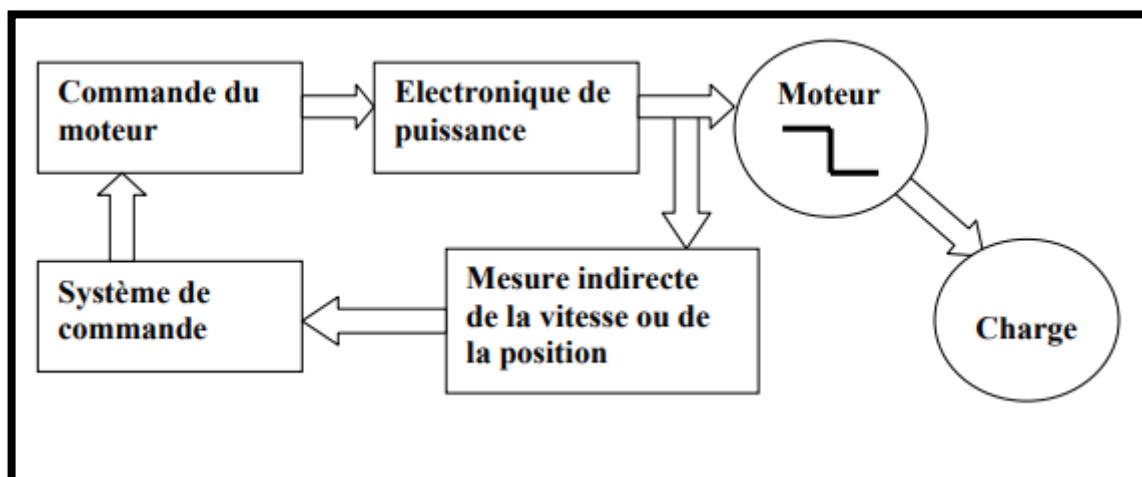 Commande du
moteur
Electronique de
puissance
Moteur
Système de
commande
Mesure indirecte
de la vitesse ou de
la position
Charge